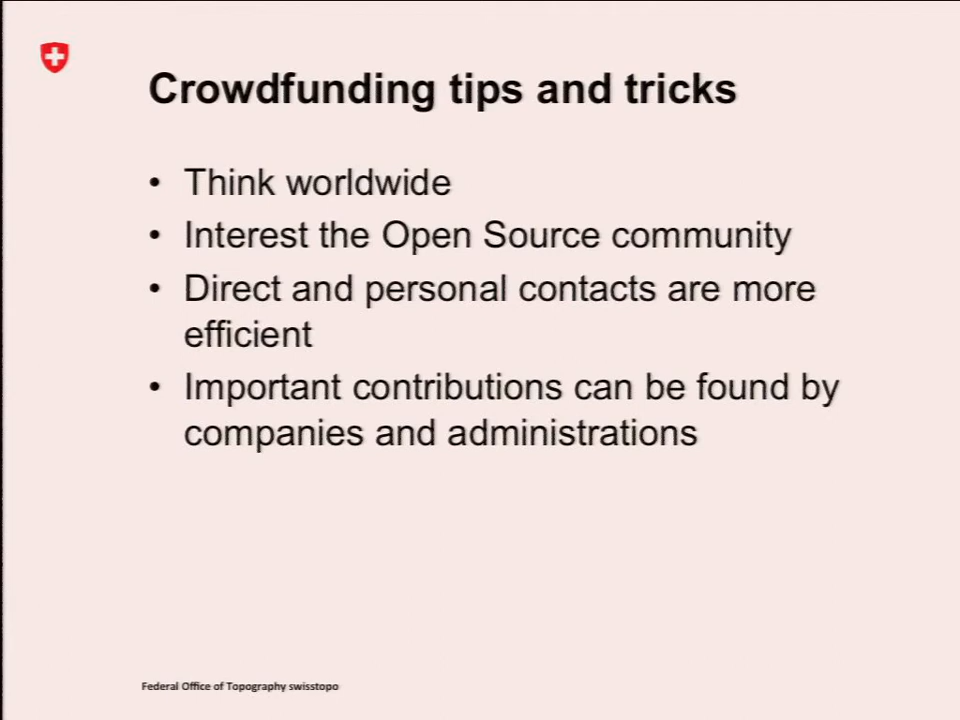 Crowdfunding tips and tricks
• Think worldwide
• Interest the Open Source community
• Direct and personal contacts are more
efficient
• Important contributions can be found by
companies and administrations
Federal Office of Topography swisstopo